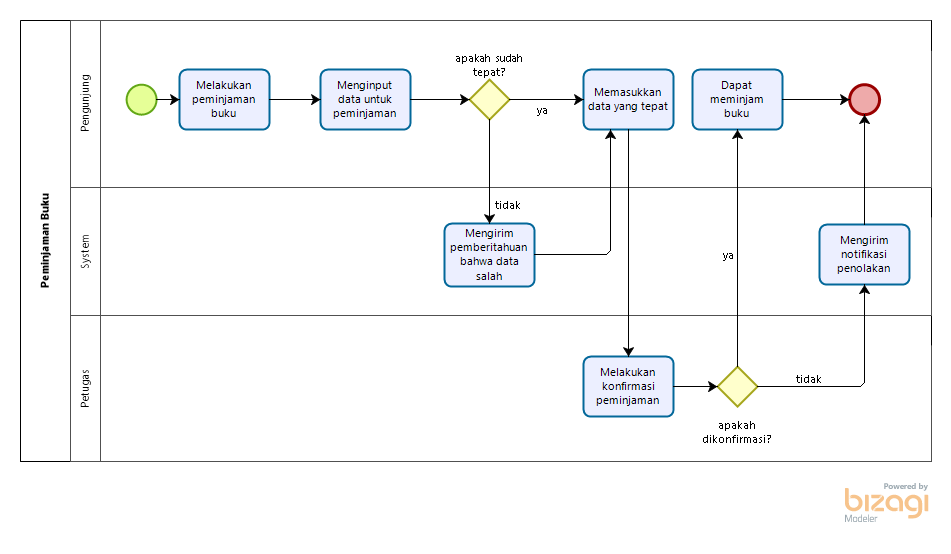 Peminjaman Buku
Pengunjung
Melakukan
peminjaman
buku
Menginput
data untuk
peminjaman
apakah sudah
tepat?
ya
tidak
Memasukkan
data yang tepat
Dapat
meminjam
buku
System
Mengirim
pemberitahuan
bahwa data
salah
ya
Mengirim
notifikasi
penolakan
Petugas
Melakukan
konfirmasi
peminjaman
apakah
dikonfirmasi?
tidak
Powered by
bizagi
Modeler